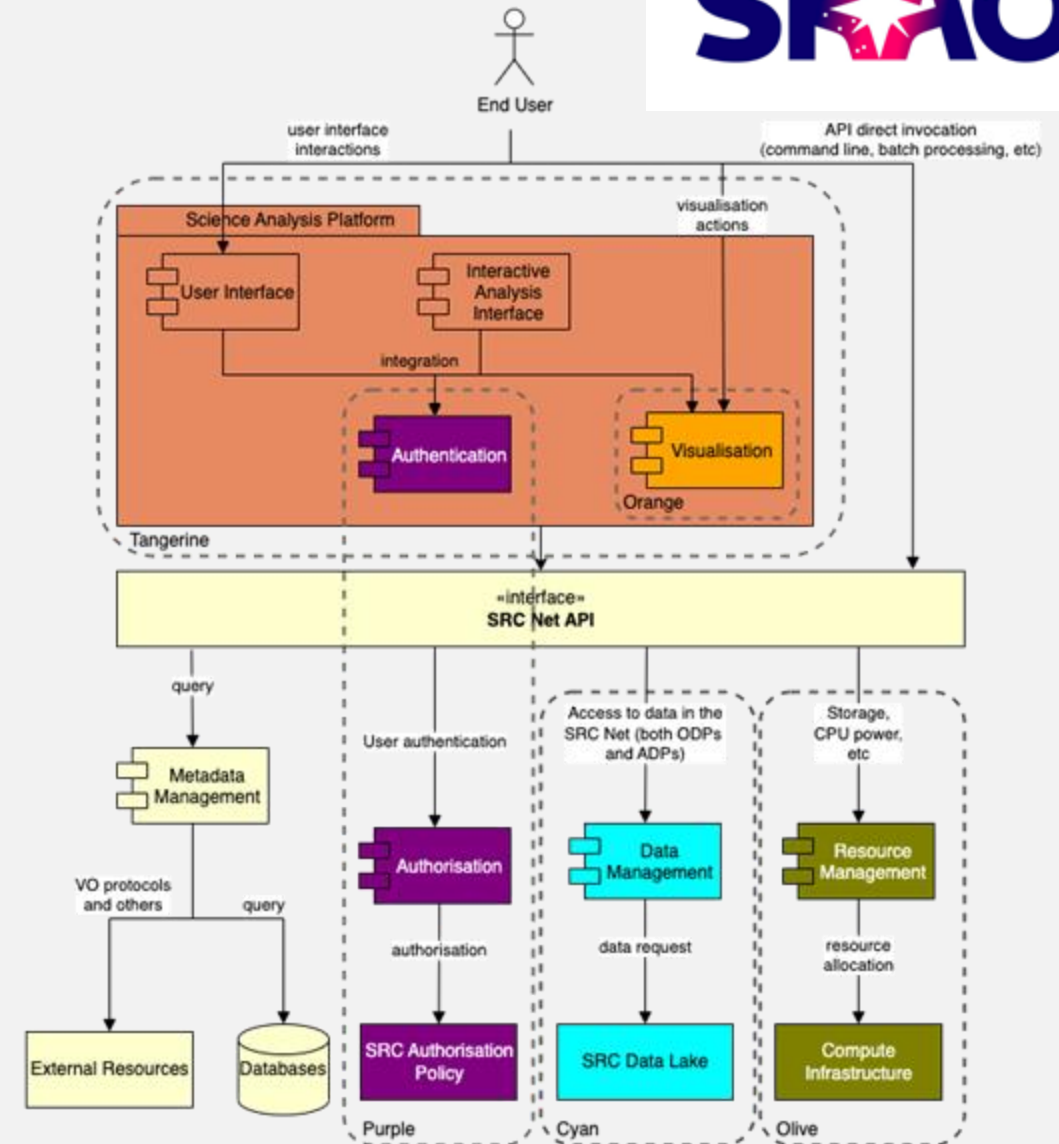 End User
user interface
interactions
API direct invocation
(command line, batch processing, etc)
visualisation
actions
Science Analysis Platform
User Interface
Interactive
Analysis
Interface
integration
Authentication
Visualisation
Orange
Tangerine
«interface»
SRC Net API
query
User authentication
Access to data in the
SRC Net (both ODPs
and ADPs)
Storage,
CPU power,
etc
Metadata
Management
Authorisation
Data
Management
Resource
Management
VO protocols
and others
query
authorisation
data request
resource
allocation
External Resources
Databases
SRC Authorisation
Policy
SRC Data Lake
Compute
Infrastructure
Purple
Cyan
Olive